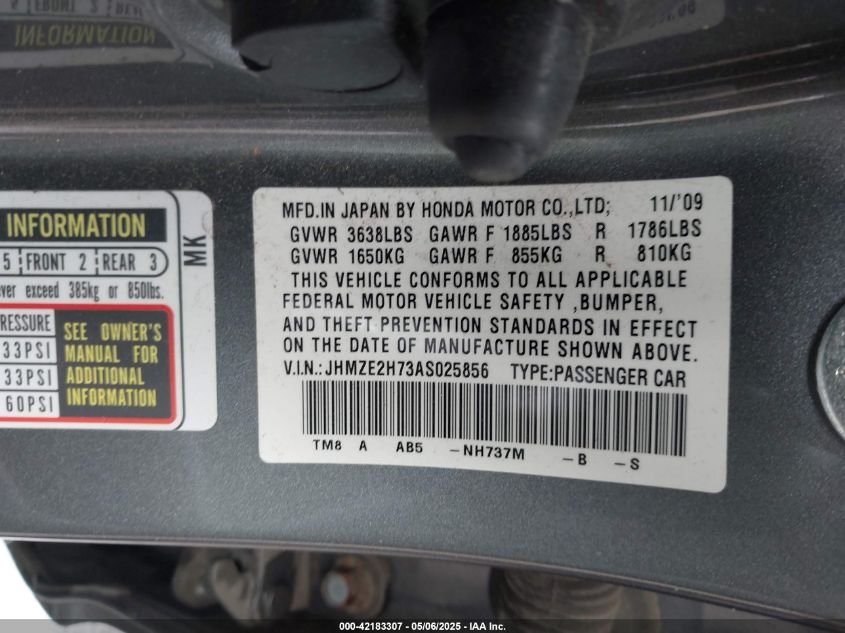 INFORMATION
5 FRONT 2 REAR 3
ver exceed 385kg or 850lbs.
RESSURE
33PSI
33PSI
60PSI
SEE OWNER'S
MANUAL FOR
ADDITIONAL
INFORMATION
MK
MFD.IN JAPAN BY HONDA MOTOR CO.,LTD; 11/'09
GVWR 3638LBS GAWR F 1885LBS R 1786LBS
GVWR 1650KG GAWR F 855KG R 810KG
THIS VEHICLE CONFORMS TO ALL APPLICABLE
FEDERAL MOTOR VEHICLE SAFETY ,BUMPER,
AND THEFT PREVENTION STANDARDS IN EFFECT
ON THE DATE OF MANUFACTURE SHOWN ABOVE.
V.I.N.: JHMZE2H73AS025856 TYPE:PASSENGER CAR
TM8 A AB5 -NH737M -B -S
000-42183307 - 05/06/2025 - IAA Inc.